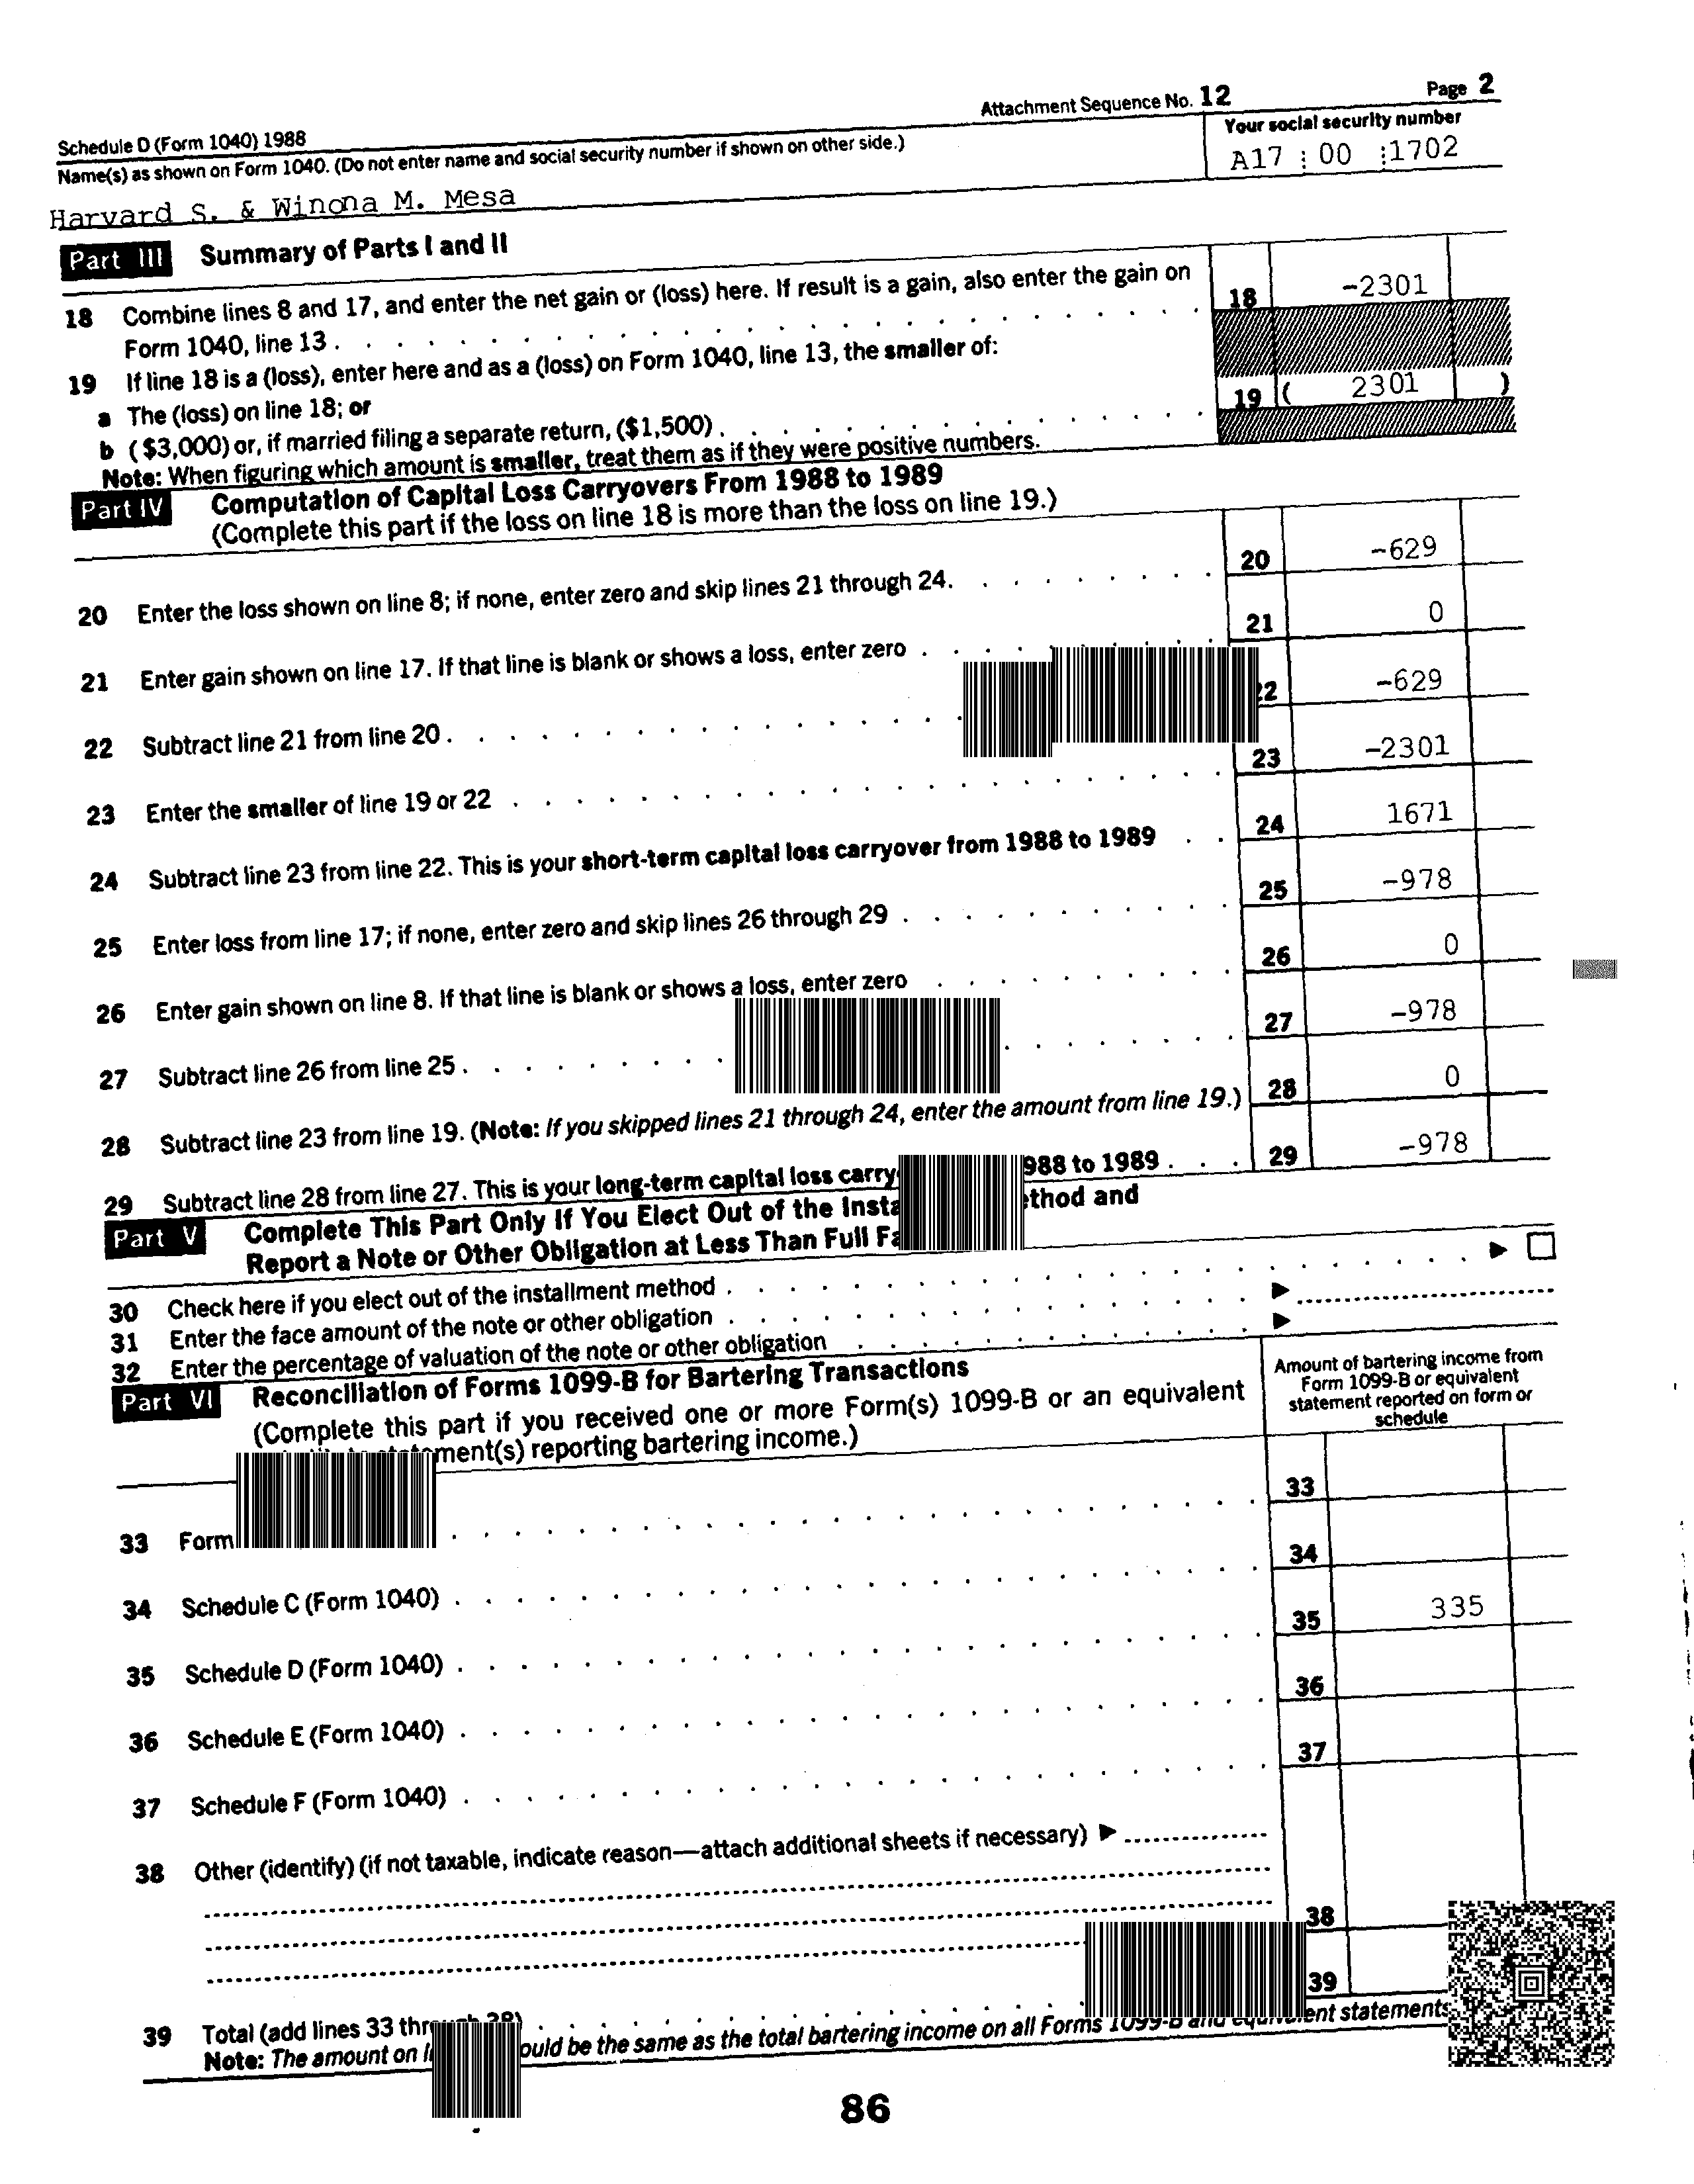 Attachment Sequence No. 12 Page 2
Schedule D (Form 1040) 1988
Name(s) as shown on Form 1040. (Do not enter name and social security number if shown on other side.)
Your social security number
A17 00 1702
Harvard S. & Winona M. Mesa
Part III Summary of Parts I and II
18 Combine lines 8 and 17, and enter the net gain or (loss) here. If result is a gain, also enter the gain on
Form 1040, line 13 . . . 18 -2301
19 If line 18 is a (loss), enter here and as a (loss) on Form 1040, line 13, the smaller of:
a The (loss) on line 18; or
b ($3,000) or, if married filing a separate return, ($1,500) . . . 19 ( 2301 )
Note: When figuring which amount is smaller, treat them as if they were positive numbers.
Part IV Computation of Capital Loss Carryovers From 1988 to 1989
(Complete this part if the loss on line 18 is more than the loss on line 19.)
20 Enter the loss shown on line 8; if none, enter zero and skip lines 21 through 24. . . . 20 -629
21 Enter gain shown on line 17. If that line is blank or shows a loss, enter zero . . . 21 0
22 Subtract line 21 from line 20 . . . -629
23 Enter the smaller of line 19 or 22 . . . 23 -2301
24 Subtract line 23 from line 22. This is your short-term capital loss carryover from 1988 to 1989 . . 24 1671
25 Enter loss from line 17; if none, enter zero and skip lines 26 through 29 . . . 25 -978
26 Enter gain shown on line 8. If that line is blank or shows a loss, enter zero . . . 26 0
27 Subtract line 26 from line 25 . . . 27 -978
28 Subtract line 23 from line 19. (Note: If you skipped lines 21 through 24, enter the amount from line 19.) 28 0
29 Subtract line 28 from line 27. This is your long-term capital loss to 1989 . . . 29 -978
Part V Complete This Part Only If You Elect Out of the and
Report a Note or Other Obligation at Less Than Full
30 Check here if you elect out of the installment method . . . ▶
31 Enter the face amount of the note or other obligation . . . ▶
32 Enter the percentage of valuation of the note or other obligation . . . ▶
Part VI Reconciliation of Forms 1099-B for Bartering Transactions
(Complete this part if you received one or more Form(s) 1099-B or an equivalent
reporting bartering income.)
Amount of bartering income from
Form 1099-B or equivalent
statement reported on form or
schedule
33 Form . . . 33
34 Schedule C (Form 1040) . . . 34
35 Schedule D (Form 1040) . . . 35 335
36 Schedule E (Form 1040) . . . 36
37 Schedule F (Form 1040) . . . 37
38 Other (identify) (if not taxable, indicate reason—attach additional sheets if necessary) ▶
38
39 Total (add lines 33 . . . 39
Note: The amount on be the same as the total bartering income on all Forms statements
86